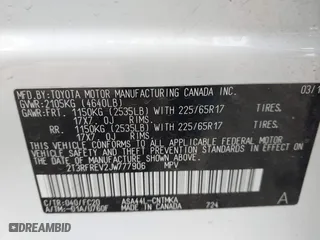 MFD.BY:TOYOTA MOTOR MANUFACTURING CANADA INC.
GVWR:2105KG (4640LB) 03/1
GAWR:FRT. 1150KG (2535LB) WITH 225/65R17 TIRES.
17X7.0J RIMS.
RR. 1150KG (2535LB) WITH 225/65R17 TIRES.
17X7.0J RIMS.
THIS VEHICLE CONFORMS TO ALL APPLICABLE FEDERAL
MOTOR VEHICLE SAFETY STANDARDS IN EFFECT ON THE DATE
OF MANUFACTURE SHOWN ABOVE.
2T3RFREV2JW777906 MPV
C/TR:040/FC20 ASA44L-CNTMKA A
A/TM:-01A/0760F MADE IN CANADA 724
© DREAMBID.COM